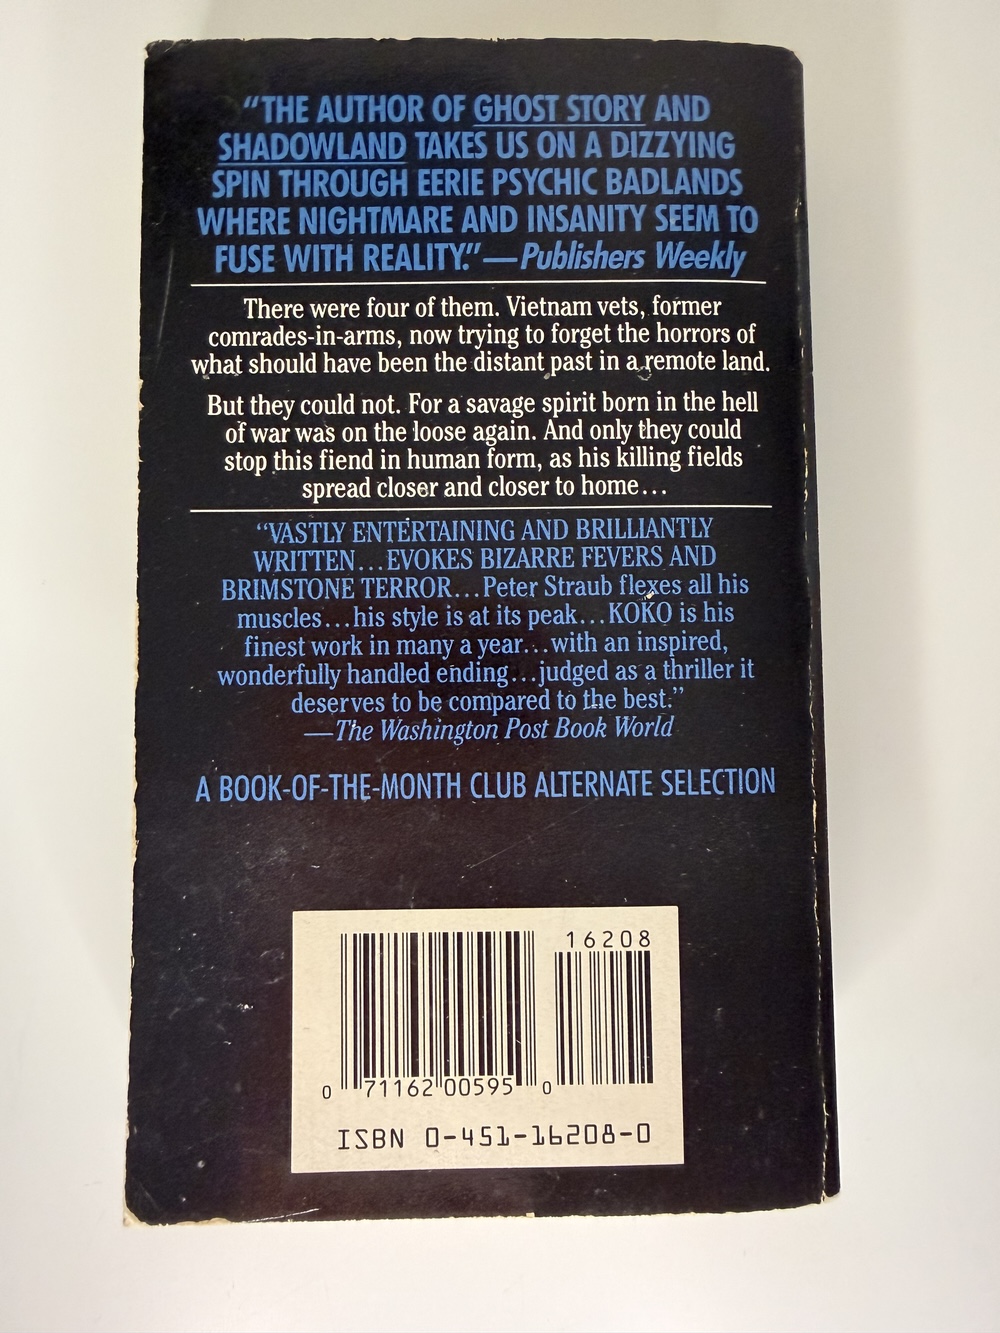 “THE AUTHOR OF GHOST STORY AND
SHADOWLAND TAKES US ON A DIZZYING
SPIN THROUGH EERIE PSYCHIC BADLANDS
WHERE NIGHTMARE AND INSANITY SEEM TO
FUSE WITH REALITY.”—Publishers Weekly
There were four of them. Vietnam vets, former
comrades-in-arms, now trying to forget the horrors of
what should have been the distant past in a remote land.
But they could not. For a savage spirit born in the hell
of war was on the loose again. And only they could
stop this fiend in human form, as his killing fields
spread closer and closer to home...
“VASTLY ENTERTAINING AND BRILLIANTLY
WRITTEN...EVOKES BIZARRE FEVERS AND
BRIMSTONE TERROR...Peter Straub flexes all his
muscles...his style is at its peak...KOKO is his
finest work in many a year...with an inspired,
wonderfully handled ending...judged as a thriller it
deserves to be compared to the best.”
—The Washington Post Book World
A BOOK-OF-THE-MONTH CLUB ALTERNATE SELECTION
16208
0 71162 00595 0
ISBN 0-451-16208-0